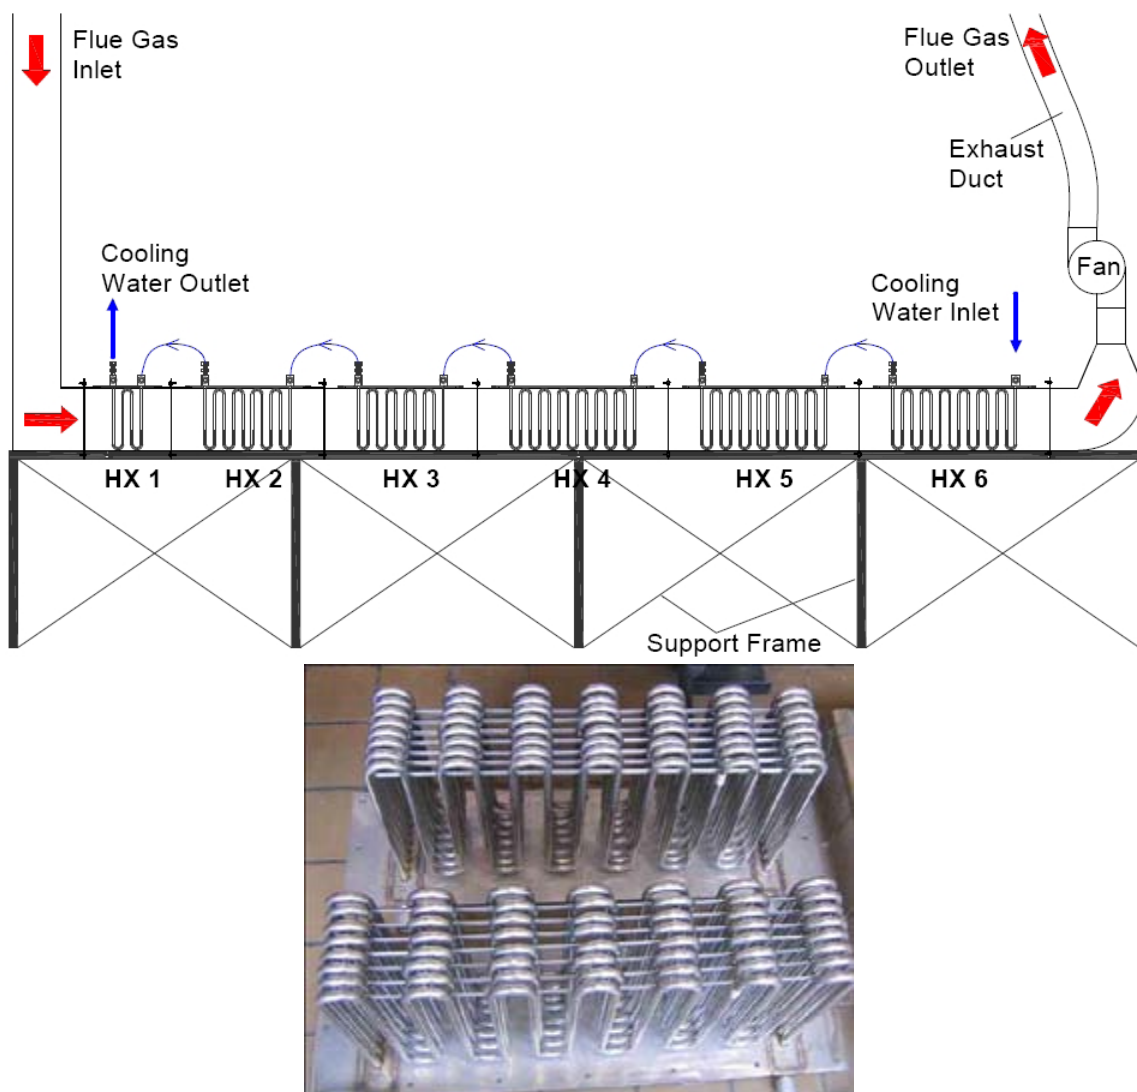 Flue Gas
Inlet
Flue Gas
Outlet
Exhaust
Duct
Cooling
Water Outlet
Fan
Cooling
Water Inlet
HX 1
HX 2
HX 3
HX 4
HX 5
HX 6
Support Frame